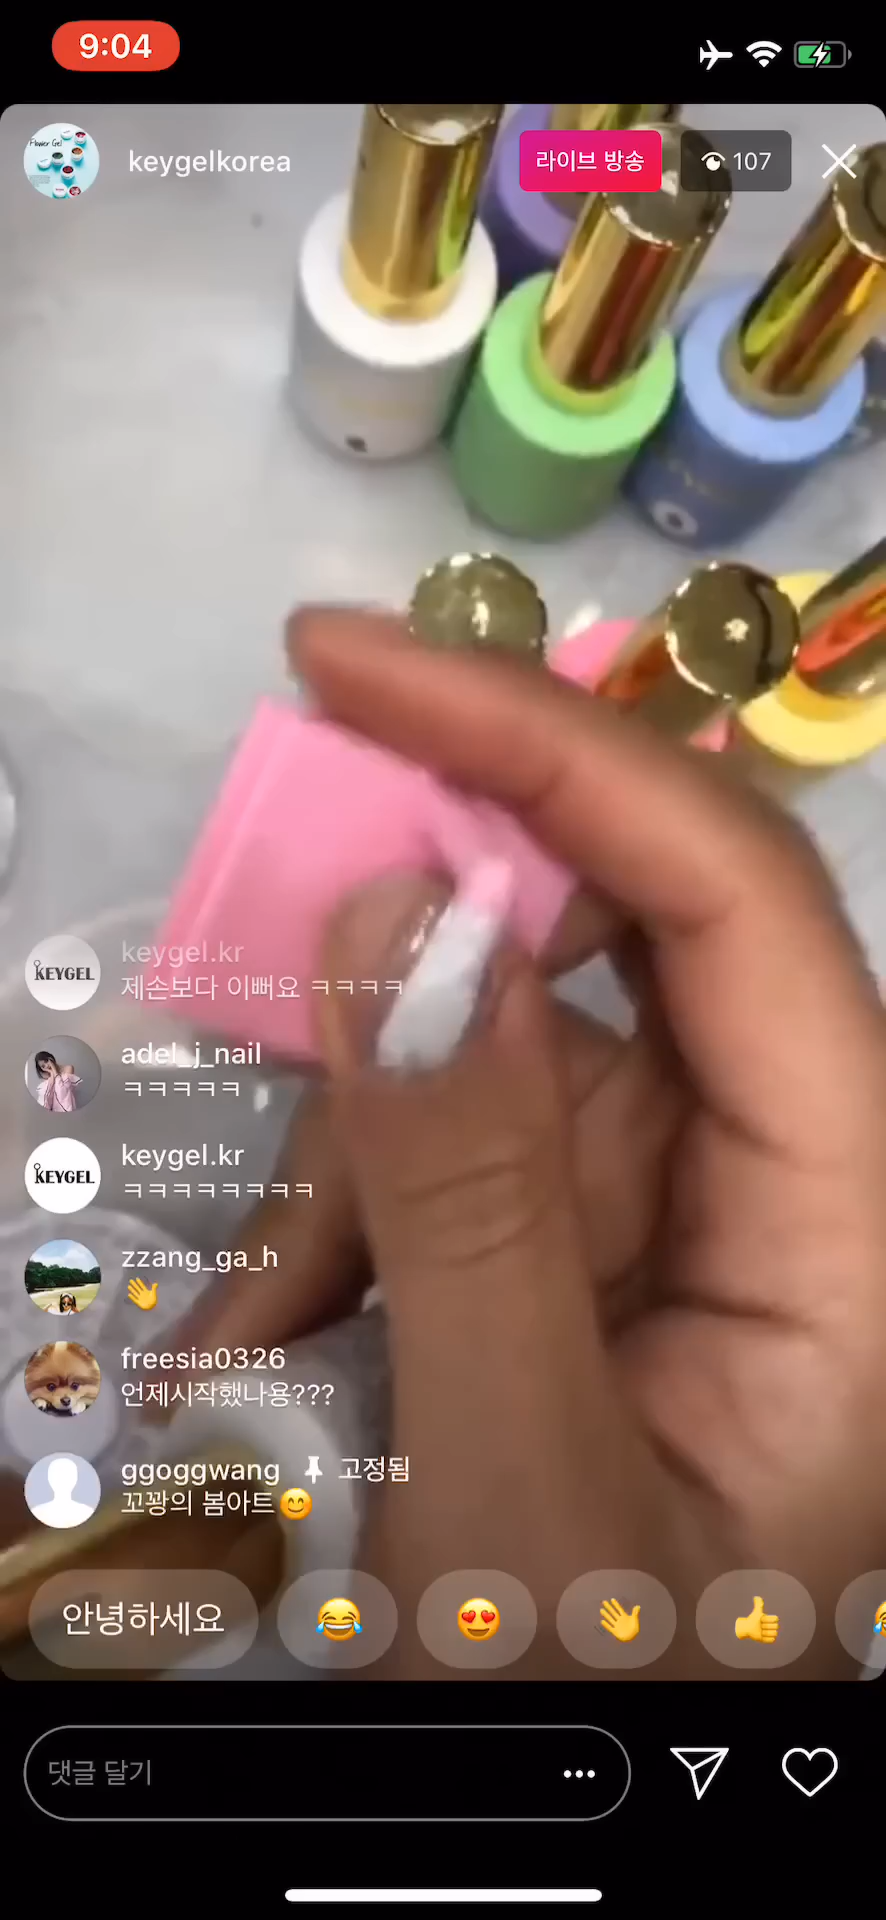 9:04
keygelkorea
라이브 방송
107
keygel.kr
제손보다 이뻐요 ㅋㅋㅋㅋ
adel_j_nail
ㅋㅋㅋㅋㅋ
KEYGEL
keygel.kr
ㅋㅋㅋㅋㅋㅋㅋㅋ
KEYGEL
zzang_ga_h
👋
freesia0326
언제시작했나용???
ggoggwang 고정됨
꼬꽝의 봄아트😊
안녕하세요 😂 😍 👋 👍
댓글 달기